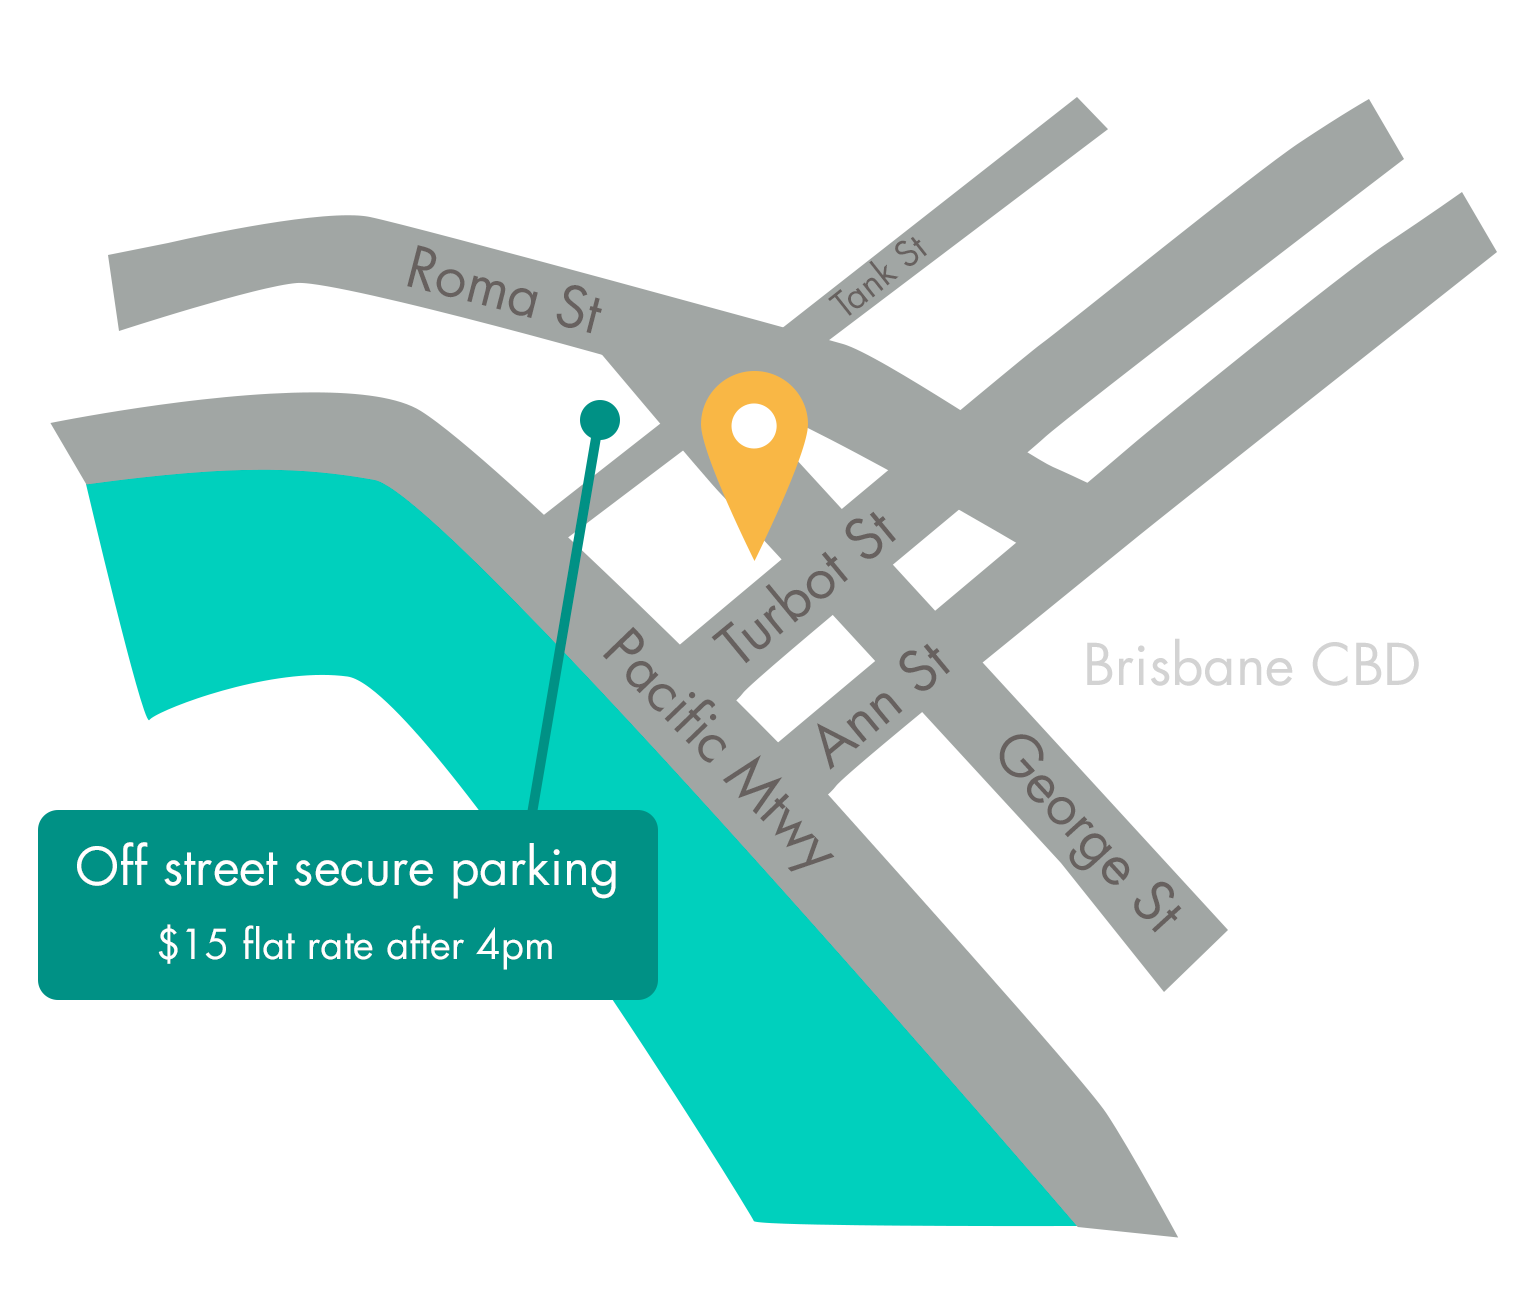 Tank St
Roma St
Turbot St
Brisbane CBD
Ann St
Pacific Mtwy
George St
Off street secure parking
$15 flat rate after 4pm